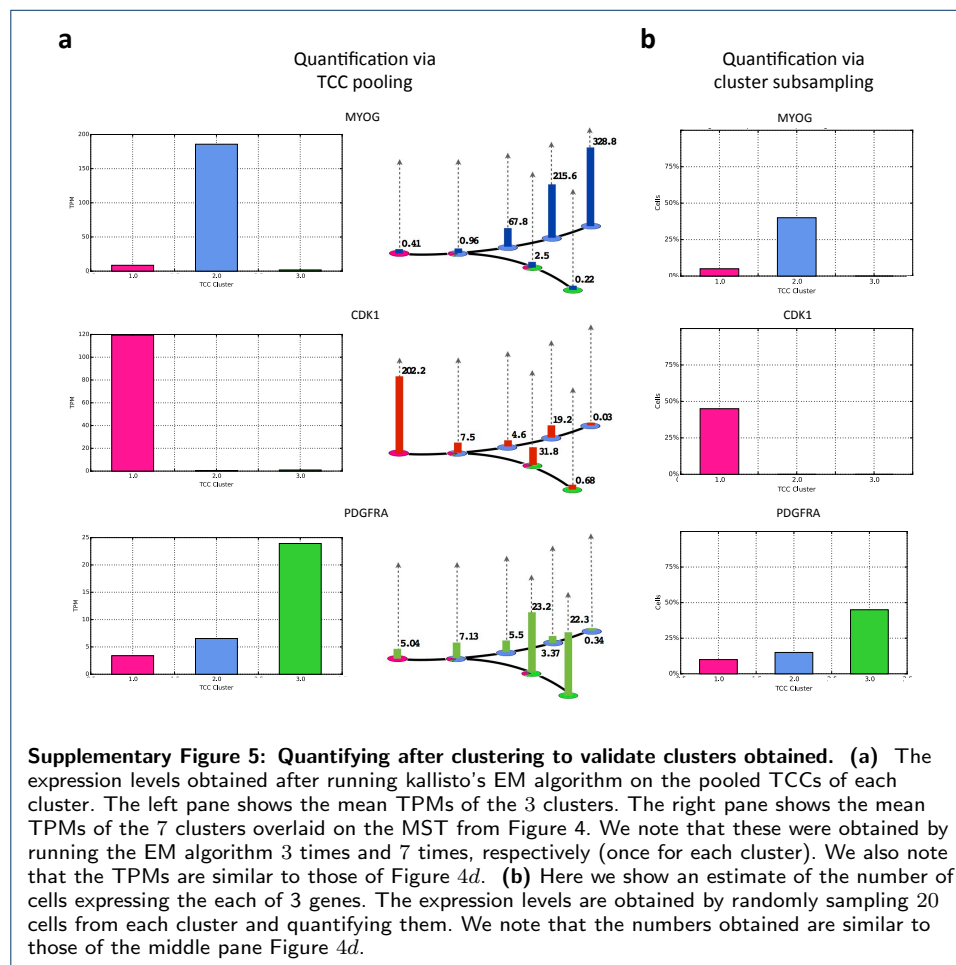 a
b
Quantification via
TCC pooling
Quantification via
cluster subsampling
MYOG
200
150
100
50
0
TPM
1.0
2.0
3.0
TCC Cluster
0.41
0.96
67.8
215.6
328.8
2.5
0.22
MYOG
75%
50%
25%
0%
Cells
1.0
2.0
3.0
TCC Cluster
CDK1
120
100
80
60
40
20
0
TPM
1.0
2.0
3.0
TCC Cluster
202.2
7.5
4.6
19.2
0.03
31.8
0.68
CDK1
75%
50%
25%
0%
Cells
1.0
2.0
3.0
TCC Cluster
PDGFRA
25
20
15
10
5
0
TPM
1.0
2.0
3.0
TCC Cluster
5.04
7.13
5.5
23.2
3.37
22.3
0.34
PDGFRA
75%
50%
25%
0%
Cells
1.0
2.0
3.0
TCC Cluster
Supplementary Figure 5: Quantifying after clustering to validate clusters obtained. (a) The
expression levels obtained after running kallisto's EM algorithm on the pooled TCCs of each
cluster. The left pane shows the mean TPMs of the 3 clusters. The right pane shows the mean
TPMs of the 7 clusters overlaid on the MST from Figure 4. We note that these were obtained by
running the EM algorithm 3 times and 7 times, respectively (once for each cluster). We also note
that the TPMs are similar to those of Figure 4d. (b) Here we show an estimate of the number of
cells expressing the each of 3 genes. The expression levels are obtained by randomly sampling 20
cells from each cluster and quantifying them. We note that the numbers obtained are similar to
those of the middle pane Figure 4d.